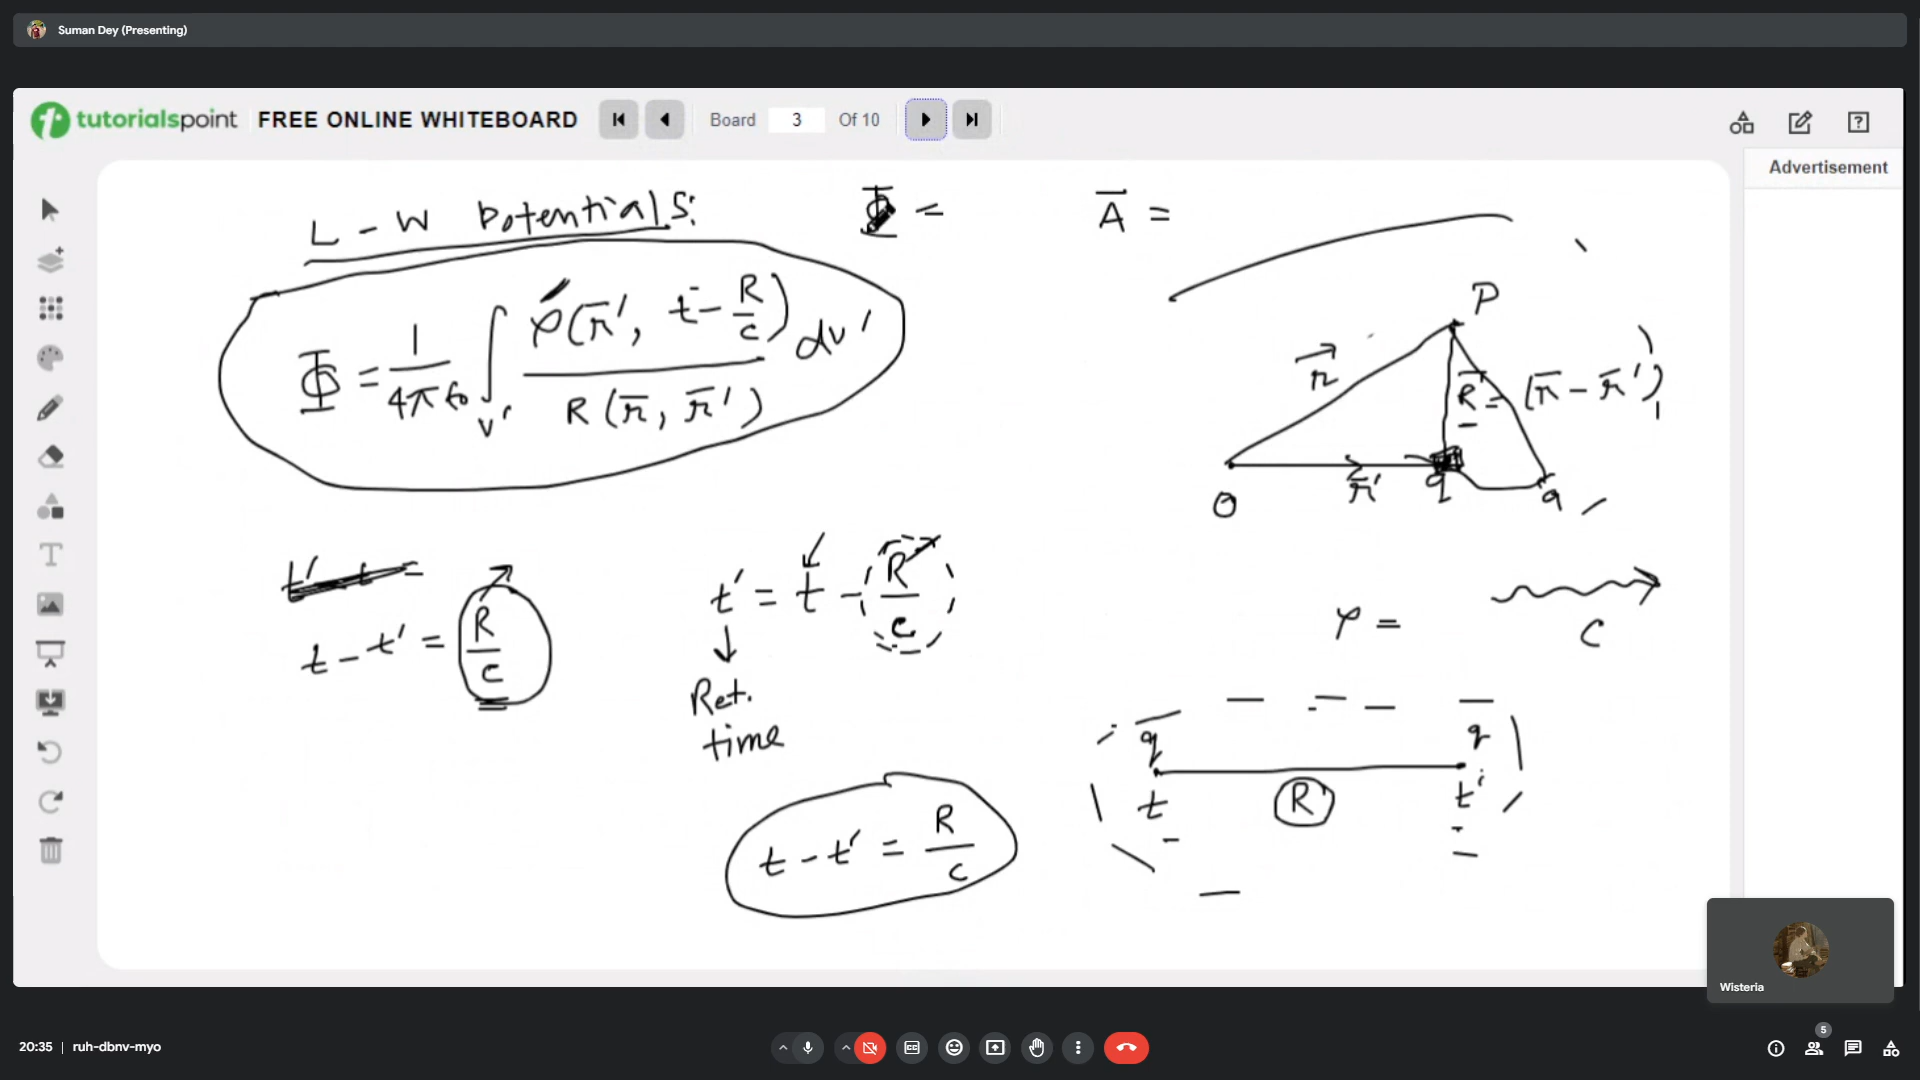 Suman Dey (Presenting)
tutorialspoint FREE ONLINE WHITEBOARD Board 3 Of 10
Advertisement
L - W Potentials: Φ = A̅ =
Φ = 1/4πϵ₀ ∫V' ρ(r̅', t - R/c)/R(r̅, r̅') dv'
P
r⃗
R̅ = (r̅ - r̅')
O r̅' q q
t - t' = R/c
t' = t - R/c
Ret.
time
φ =
c
q q
t R t'
t - t' = R/c
Wisteria
20:35 | ruh-dbnv-myo
5